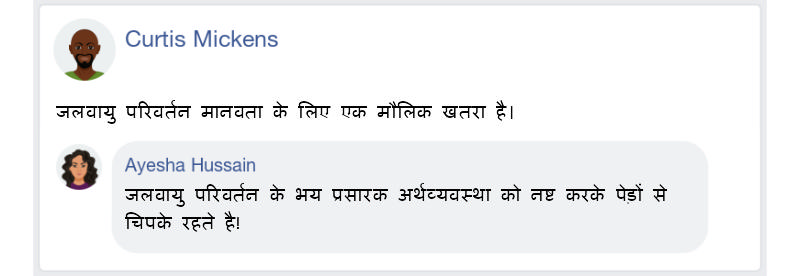 Curtis Mickens
जलवायु परिवर्तन मानवता के लिए एक मौलिक खतरा है।
Ayesha Hussain
जलवायु परिवर्तन के भय प्रसारक अर्थव्यवस्था को नष्ट करके पेड़ों से
चिपके रहते है!